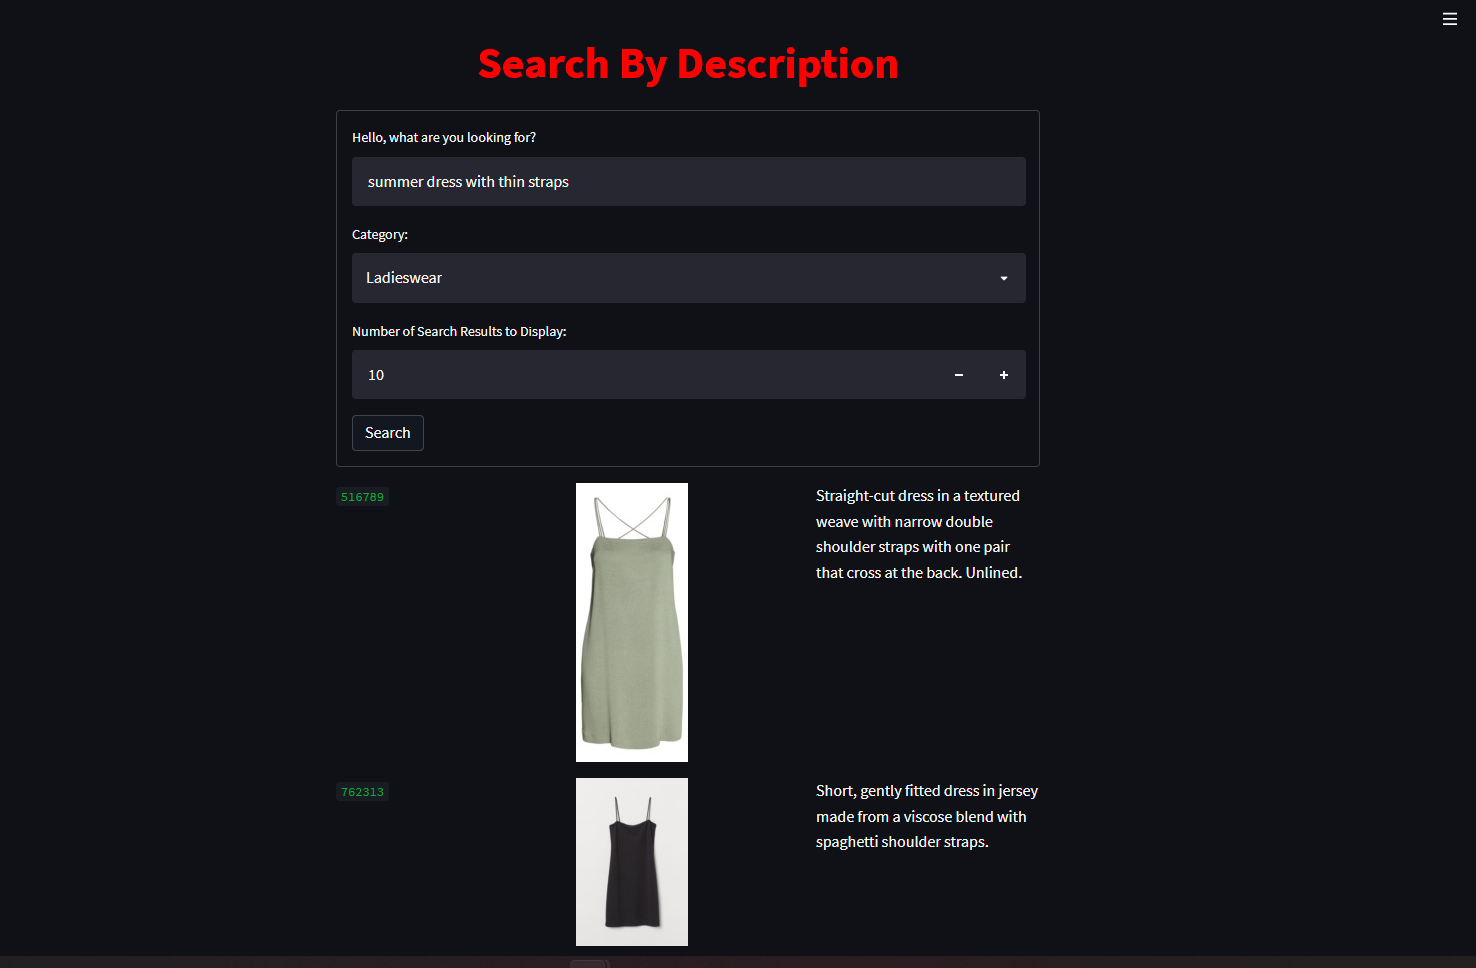 Search By Description
Hello, what are you looking for?
summer dress with thin straps
Category:
Ladieswear
Number of Search Results to Display:
10
Search
516789
Straight-cut dress in a textured
weave with narrow double
shoulder straps with one pair
that cross at the back. Unlined.
762313
Short, gently fitted dress in jersey
made from a viscose blend with
spaghetti shoulder straps.